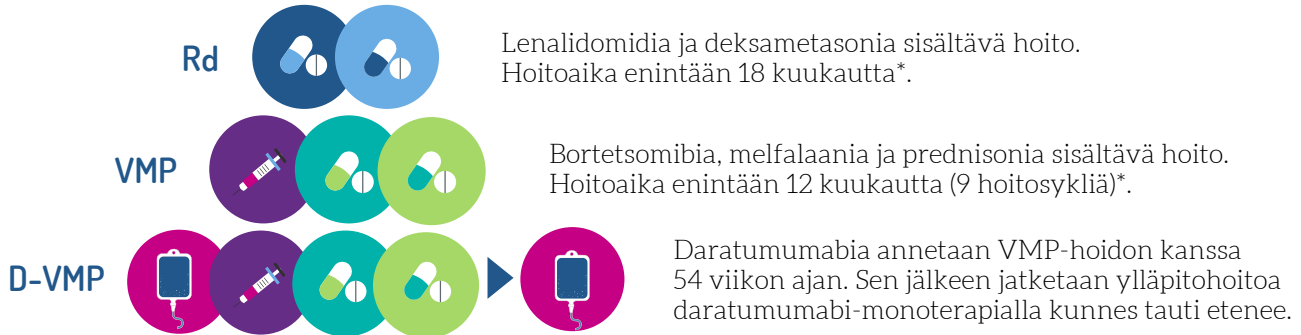 Rd
Lenalidomidia ja deksametasonia sisältävä hoito.
Hoitoaika enintään 18 kuukautta*.
VMP
Bortetsomibia, melfalaania ja prednisonia sisältävä hoito.
Hoitoaika enintään 12 kuukautta (9 hoitosykliä)*.
D-VMP
Daratumumabia annetaan VMP-hoidon kanssa
54 viikon ajan. Sen jälkeen jatketaan ylläpitohoitoa
daratumumabi-monoterapialla kunnes tauti etenee.